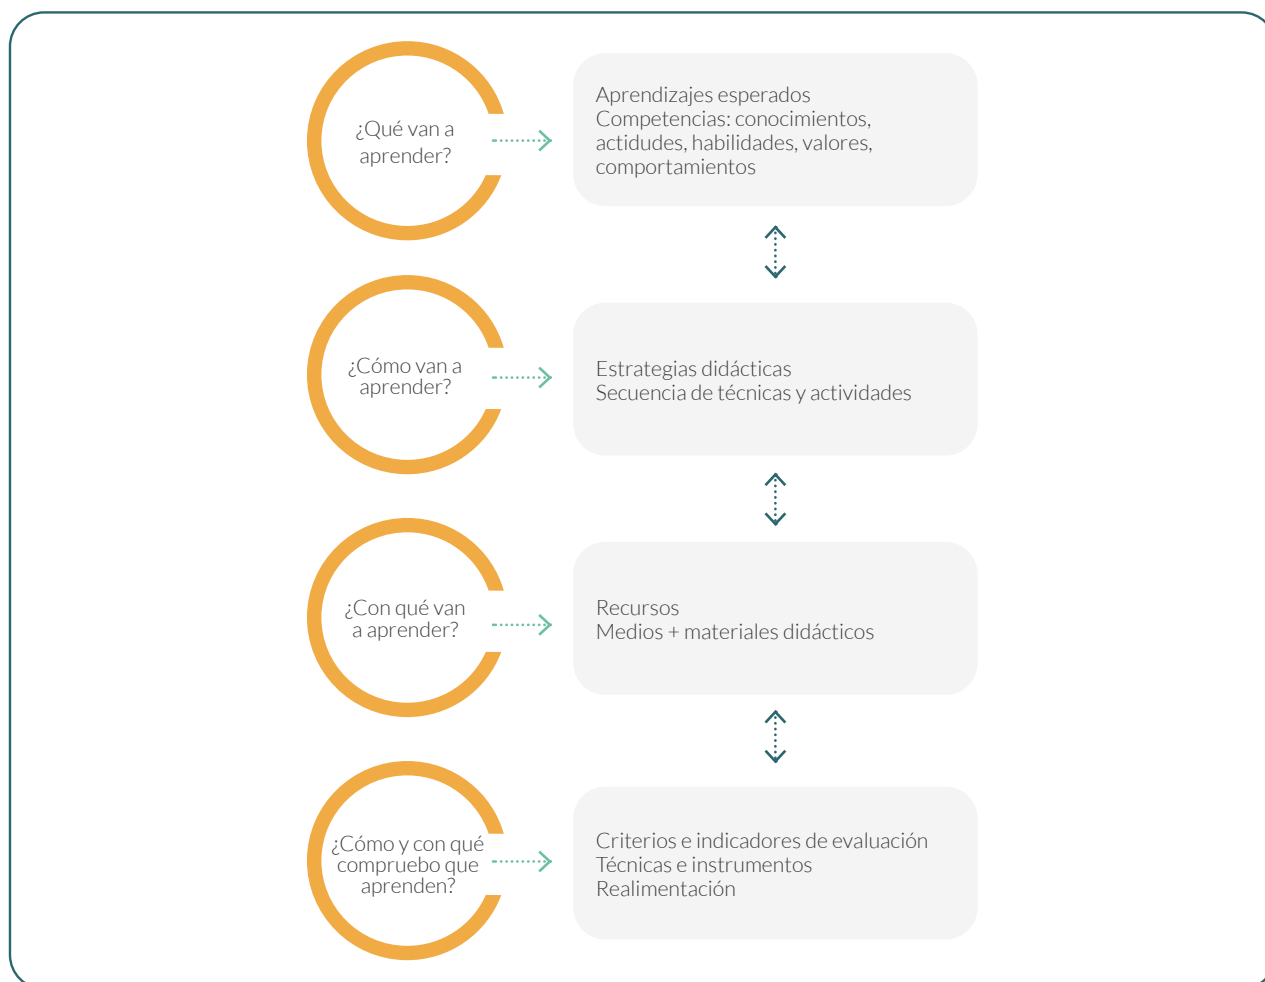 ¿Qué van a
aprender?
Aprendizajes esperados
Competencias: conocimientos,
actidudes, habilidades, valores,
comportamientos
¿Cómo van a
aprender?
Estrategias didácticas
Secuencia de técnicas y actividades
¿Con qué van
a aprender?
Recursos
Medios + materiales didácticos
¿Cómo y con qué
compruebo que
aprenden?
Criterios e indicadores de evaluación
Técnicas e instrumentos
Realimentación